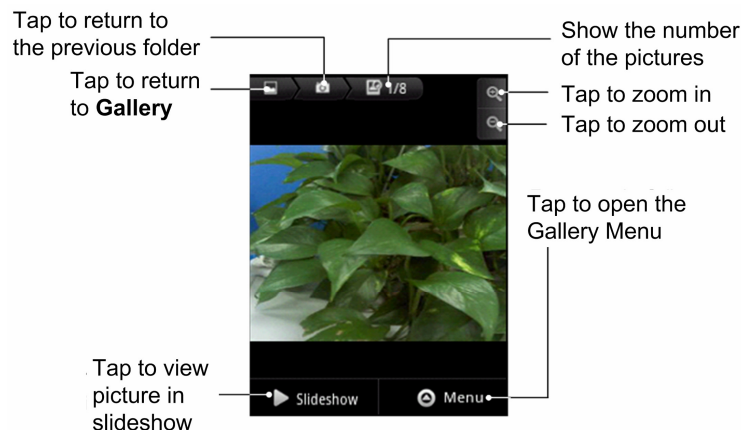 Tap to return to
the previous folder
Tap to return
to Gallery
Show the number
of the pictures
Tap to zoom in
Tap to zoom out
1/8
Tap to open the
Gallery Menu
Tap to view
picture in
slideshow
Slideshow
Menu